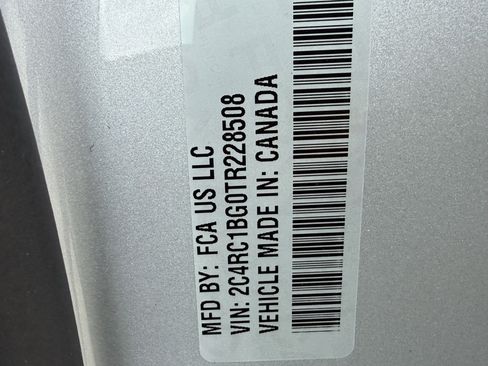 MFD BY: FCA US LLC
VIN: 2C4RC1BG0TR228508
VEHICLE MADE IN: CANADA